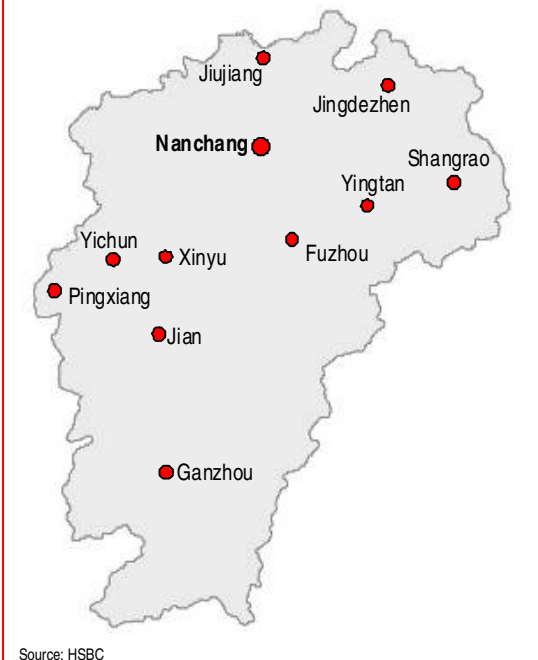 Jiujiang
Jingdezhen
Nanchang
Shangrao
Yingtan
Yichun
Xinyu
Fuzhou
Pingxiang
Jian
Ganzhou
Source: HSBC